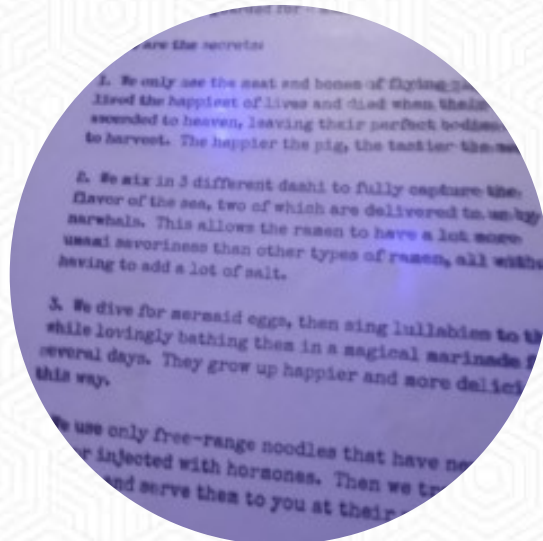 are the secrets:
1. We only use the meat and bones of flying
lived the happiest of lives and died when their
ascended to heaven, leaving their perfect bodies
to harvest. The happier the pig, the tastier the
2. We mix in 3 different dashi to fully capture the
flavor of the sea, two of which are delivered to us by
narwhals. This allows the ramen to have a lot more
umami savoriness than other types of ramen, all
having to add a lot of salt.
3. We dive for mermaid eggs, then sing lullabies to
while lovingly bathing them in a magical marinade
several days. They grow up happier and more
this way.
We use only free-range noodles that have
injected with hormones. Then we
and serve them to you at their